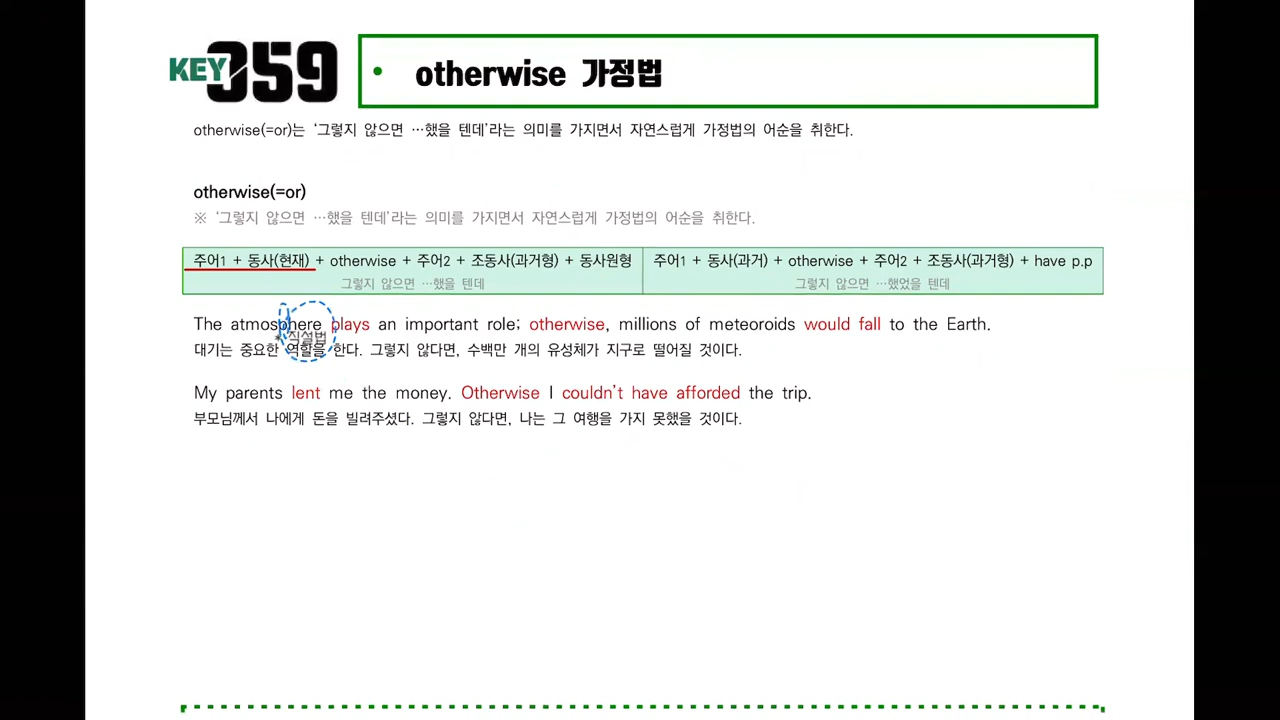 KEY 059
• otherwise 가정법
otherwise(=or)는 ‘그렇지 않으면 …했을 텐데’라는 의미를 가지면서 자연스럽게 가정법의 어순을 취한다.
otherwise(=or)
※ ‘그렇지 않으면 …했을 텐데’라는 의미를 가지면서 자연스럽게 가정법의 어순을 취한다.
주어1 + 동사(현재) + otherwise + 주어2 + 조동사(과거형) + 동사원형
그렇지 않으면 …했을 텐데
주어1 + 동사(과거) + otherwise + 주어2 + 조동사(과거형) + have p.p
그렇지 않으면 …했었을 텐데
The atmosphere plays an important role; otherwise, millions of meteoroids would fall to the Earth.
* 직설법
대기는 중요한 역할을 한다. 그렇지 않다면, 수백만 개의 유성체가 지구로 떨어질 것이다.
My parents lent me the money. Otherwise I couldn’t have afforded the trip.
부모님께서 나에게 돈을 빌려주셨다. 그렇지 않다면, 나는 그 여행을 가지 못했을 것이다.